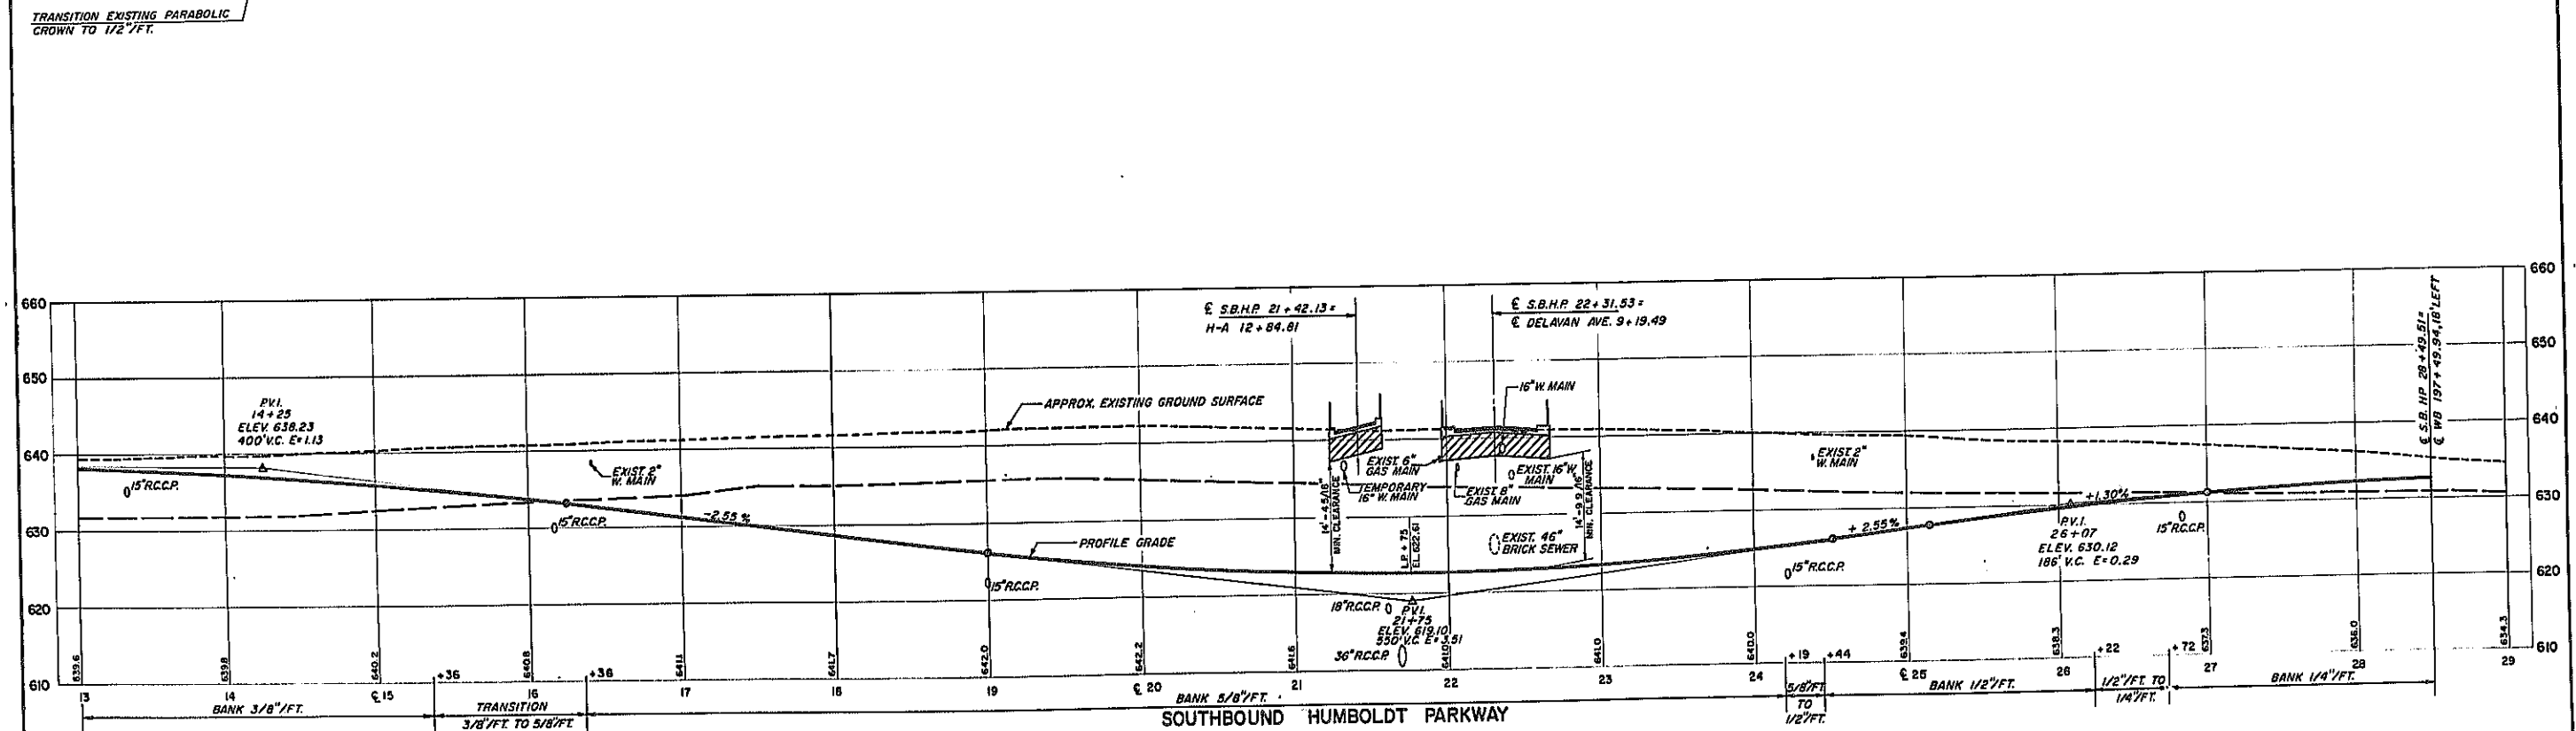 TRANSITION EXISTING PARABOLIC
CROWN TO 1/2"/FT.
660
650
640
630
620
610
P.V.I.
14+25
ELEV. 638.23
400' V.C. E=1.13
15" R.C.C.P.
EXIST. 2"
W. MAIN
15" R.C.C.P.
-2.55 %
APPROX. EXISTING GROUND SURFACE
PROFILE GRADE
15" R.C.C.P.
℄ S.B.H.P. 21+42.13 =
H-A 12+84.81
℄ S.B.H.P. 22+31.53 =
℄ DELAVAN AVE. 9+19.49
16" W. MAIN
EXIST. 6"
GAS MAIN
TEMPORARY
16" W. MAIN
EXIST. 8"
GAS MAIN
EXIST. 16" W.
MAIN
14'-4 5/16"
MIN. CLEARANCE
L.P. +75
EL. 622.61
EXIST. 46"
BRICK SEWER
14'-9 9/16"
MIN. CLEARANCE
18" R.C.C.P.
P.V.I.
21+75
ELEV. 619.10
550' V.C. E=3.51
36" R.C.C.P.
EXIST. 2"
W. MAIN
+ 2.55%
15" R.C.C.P.
+1.30%
P.V.I.
26+07
ELEV. 630.12
186' V.C. E=0.29
15" R.C.C.P.
℄ S.B. HP 28+49.51=
℄ WB 197+49.94, 18' LEFT
660
650
640
630
620
610
639.6
639.8
640.2
640.8
641.1
641.7
642.0
642.2
641.6
641.0
641.0
640.0
639.4
638.3
637.3
636.0
634.3
+36
+36
+19
+44
+22
+72
13
14
℄ 15
16
17
18
19
℄ 20
21
22
23
24
℄ 25
26
27
28
29
BANK 3/8"/FT.
TRANSITION
3/8"/FT. TO 5/8"/FT.
BANK 5/8"/FT.
5/8"/FT
TO
1/2"/FT.
BANK 1/2"/FT.
1/2"/FT. TO
1/4"/FT.
BANK 1/4"/FT.
SOUTHBOUND HUMBOLDT PARKWAY